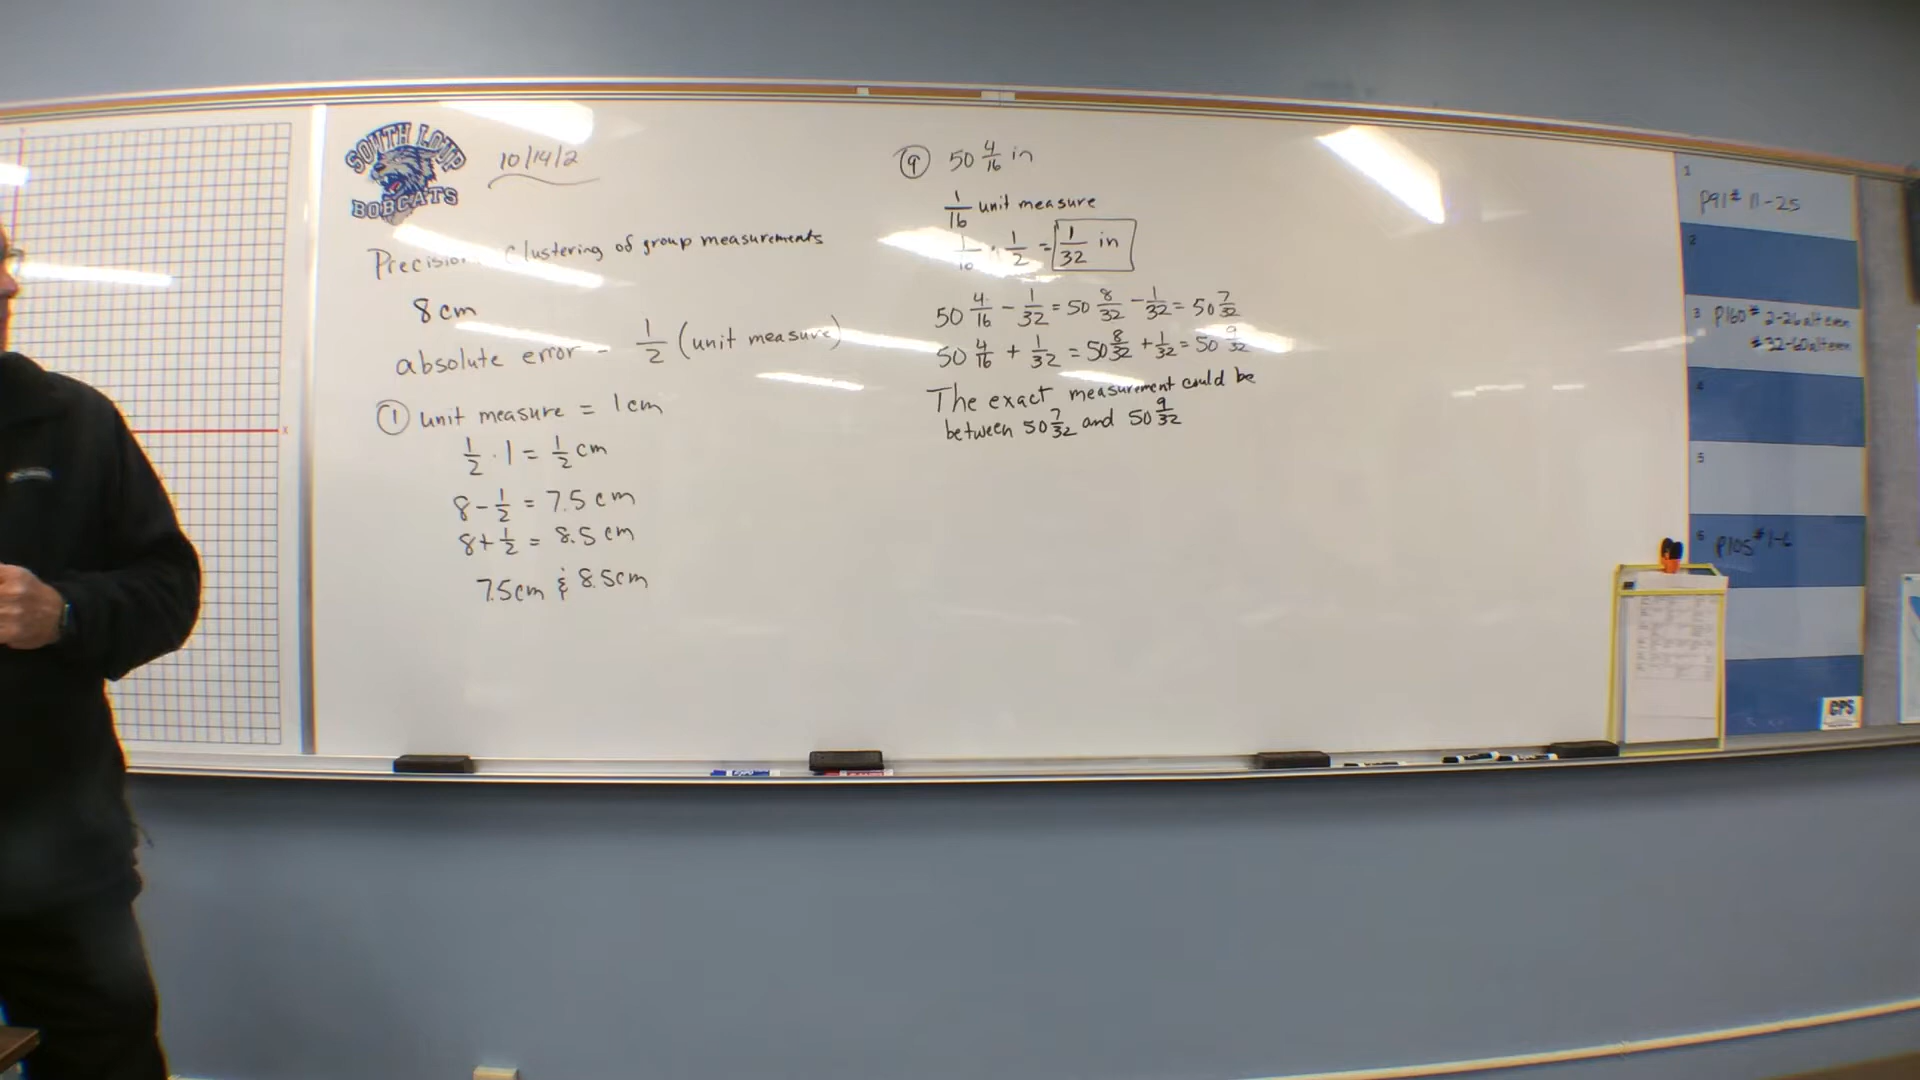 SOUTH LOUP
BOBCATS
10/14/2
Precision clustering of group measurements
8 cm
absolute error - 1/2 (unit measure)
① unit measure = 1 cm
1/2 · 1 = 1/2 cm
8 - 1/2 = 7.5 cm
8 + 1/2 = 8.5 cm
7.5cm & 8.5cm
⑨ 50 4/16 in
1/16 unit measure
1/16 · 1/2 = 1/32 in
50 4/16 - 1/32 = 50 8/32 - 1/32 = 50 7/32
50 4/16 + 1/32 = 50 8/32 + 1/32 = 50 9/32
The exact measurement could be
between 50 7/32 and 50 9/32
1
p91# 11-25
2
3 p160# 2-26 alt even
# 32-60 alt even
4
5
6 p105 #1-6
GPS
EXPO